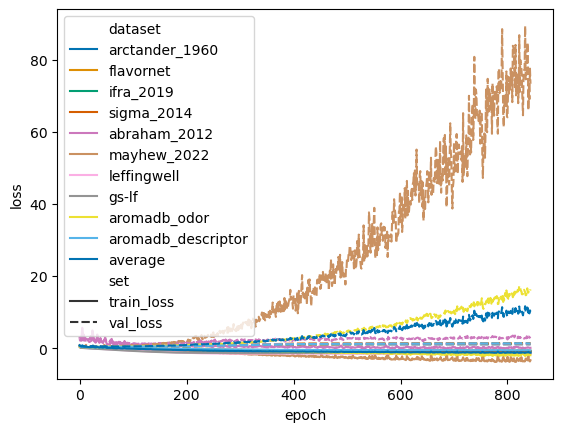 dataset
arctander_1960
flavornet
ifra_2019
sigma_2014
abraham_2012
mayhew_2022
leffingwell
gs-lf
aromadb_odor
aromadb_descriptor
average
set
train_loss
val_loss
loss
80
60
40
20
0
0 200 400 600 800
epoch